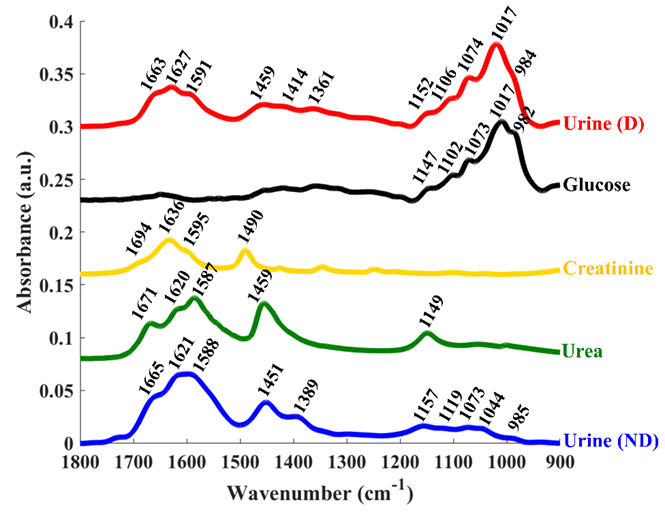 0.4
0.35
0.3
0.25
0.2
0.15
0.1
0.05
0
Absorbance (a.u.)
1663 1627 1591 1459 1414 1361 1152 1106 1074 1017 984
Urine (D)
1147 1102 1073 1017 982
Glucose
1694 1636 1595 1490
Creatinine
1671 1620 1587 1459 1149
Urea
1665 1621 1588 1451 1389 1157 1119 1073 1044 985
Urine (ND)
1800 1700 1600 1500 1400 1300 1200 1100 1000 900
Wavenumber (cm⁻¹)